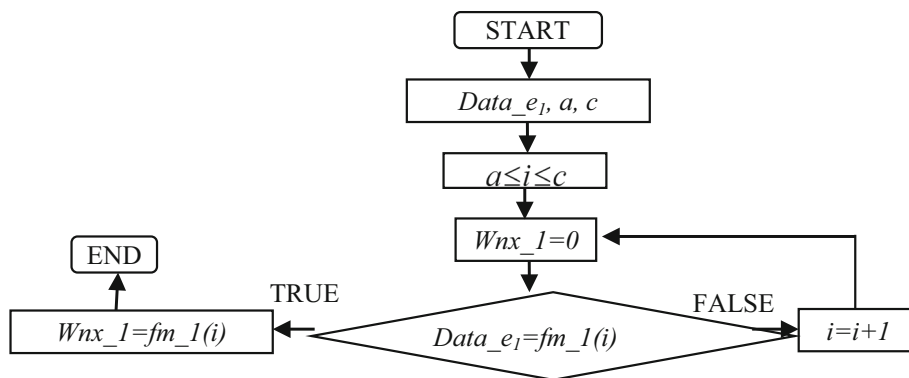 START
Data_e1, a, c
a≤i≤c
Wnx_1=0
END
TRUE
FALSE
Wnx_1=fm_1(i)
Data_e1=fm_1(i)
i=i+1